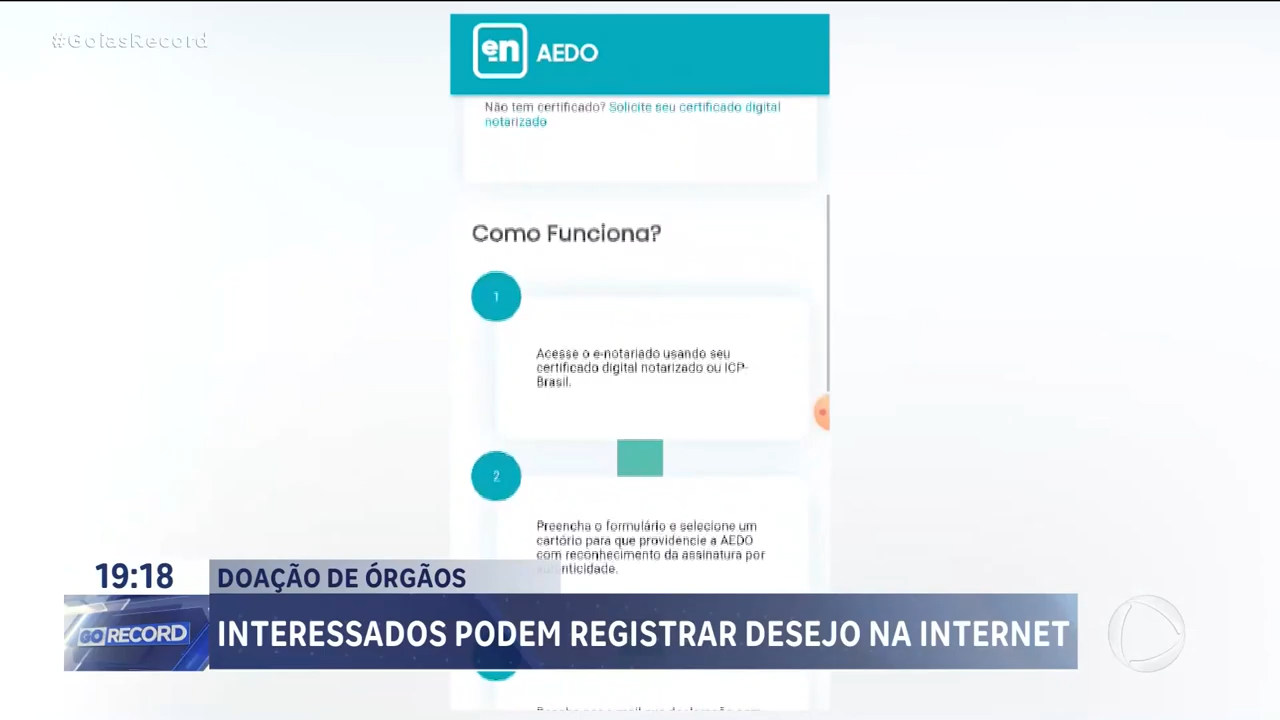 #GoiasRecord
en AEDO
Não tem certificado? Solicite seu certificado digital
notarizado
Como Funciona?
1
Acesse o e-notariado usando seu
certificado digital notarizado ou ICP-
Brasil.
2
Preencha o formulário e selecione um
cartório para que providencie a AEDO
com reconhecimento da assinatura por
19:18
DOAÇÃO DE ÓRGÃOS
GO RECORD
INTERESSADOS PODEM REGISTRAR DESEJO NA INTERNET